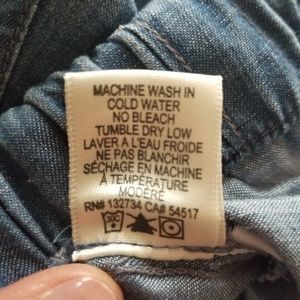 MACHINE WASH IN
COLD WATER
NO BLEACH
TUMBLE DRY LOW
LAVER A L'EAU FROIDE
NE PAS BLANCHIR
SÉCHAGE EN MACHINE
A TEMPÉRATURE
MODÉRÉ
RN# 132734 CA# 54517
30C